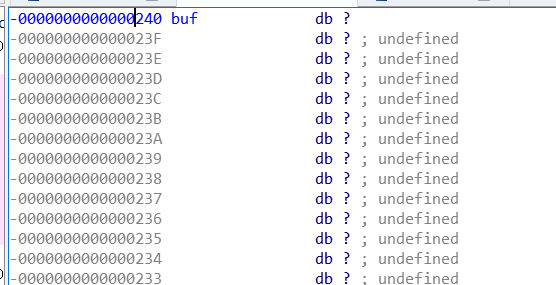 -0000000000000240 buf db ?
-000000000000023F db ? ; undefined
-000000000000023E db ? ; undefined
-000000000000023D db ? ; undefined
-000000000000023C db ? ; undefined
-000000000000023B db ? ; undefined
-000000000000023A db ? ; undefined
-0000000000000239 db ? ; undefined
-0000000000000238 db ? ; undefined
-0000000000000237 db ? ; undefined
-0000000000000236 db ? ; undefined
-0000000000000235 db ? ; undefined
-0000000000000234 db ? ; undefined
-0000000000000233 db ? ; undefined